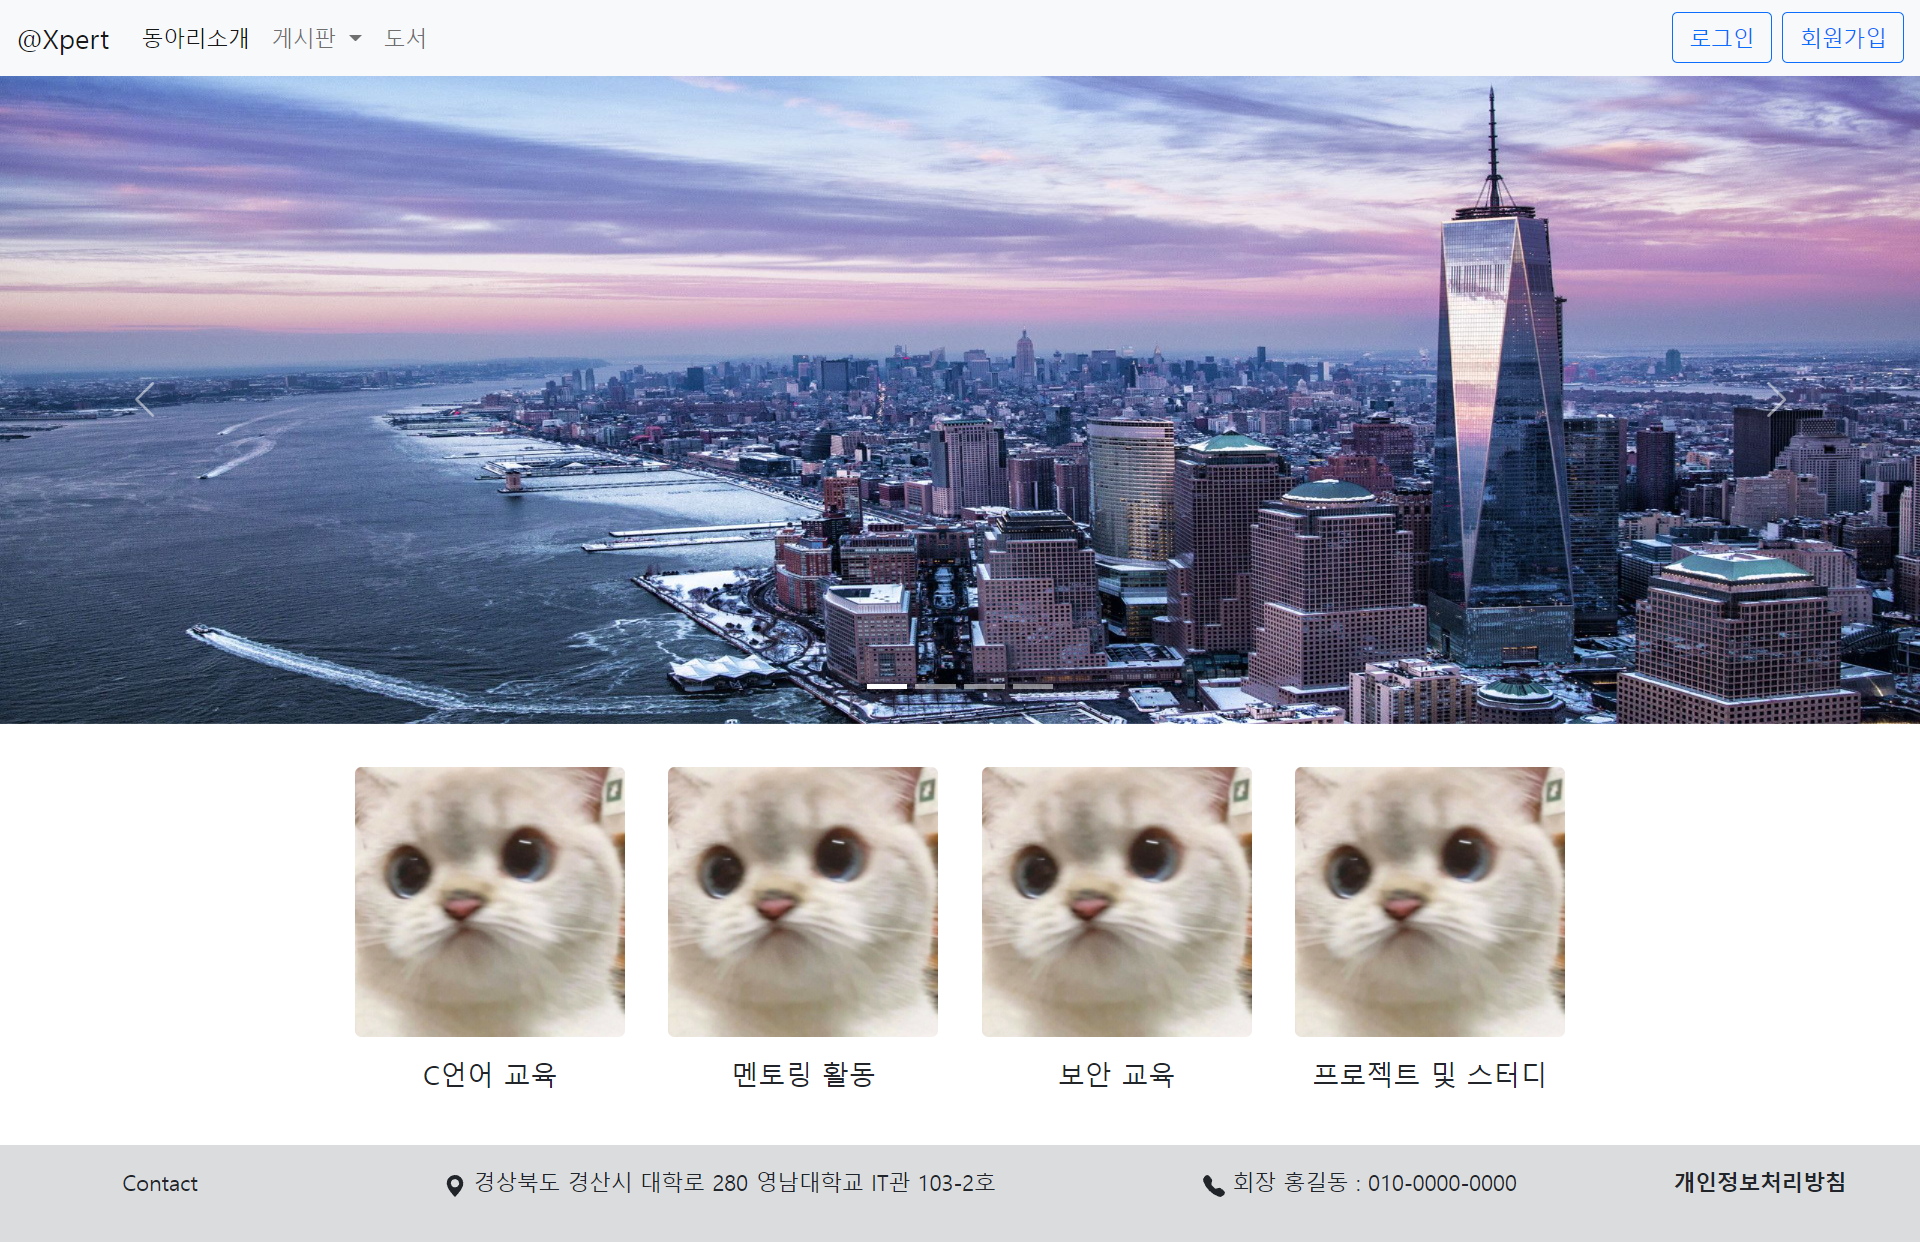 @Xpert 동아리소개 게시판 도서 로그인 회원가입
C언어 교육 멘토링 활동 보안 교육 프로젝트 및 스터디
Contact 경상북도 경산시 대학로 280 영남대학교 IT관 103-2호 회장 홍길동 : 010-0000-0000 개인정보처리방침